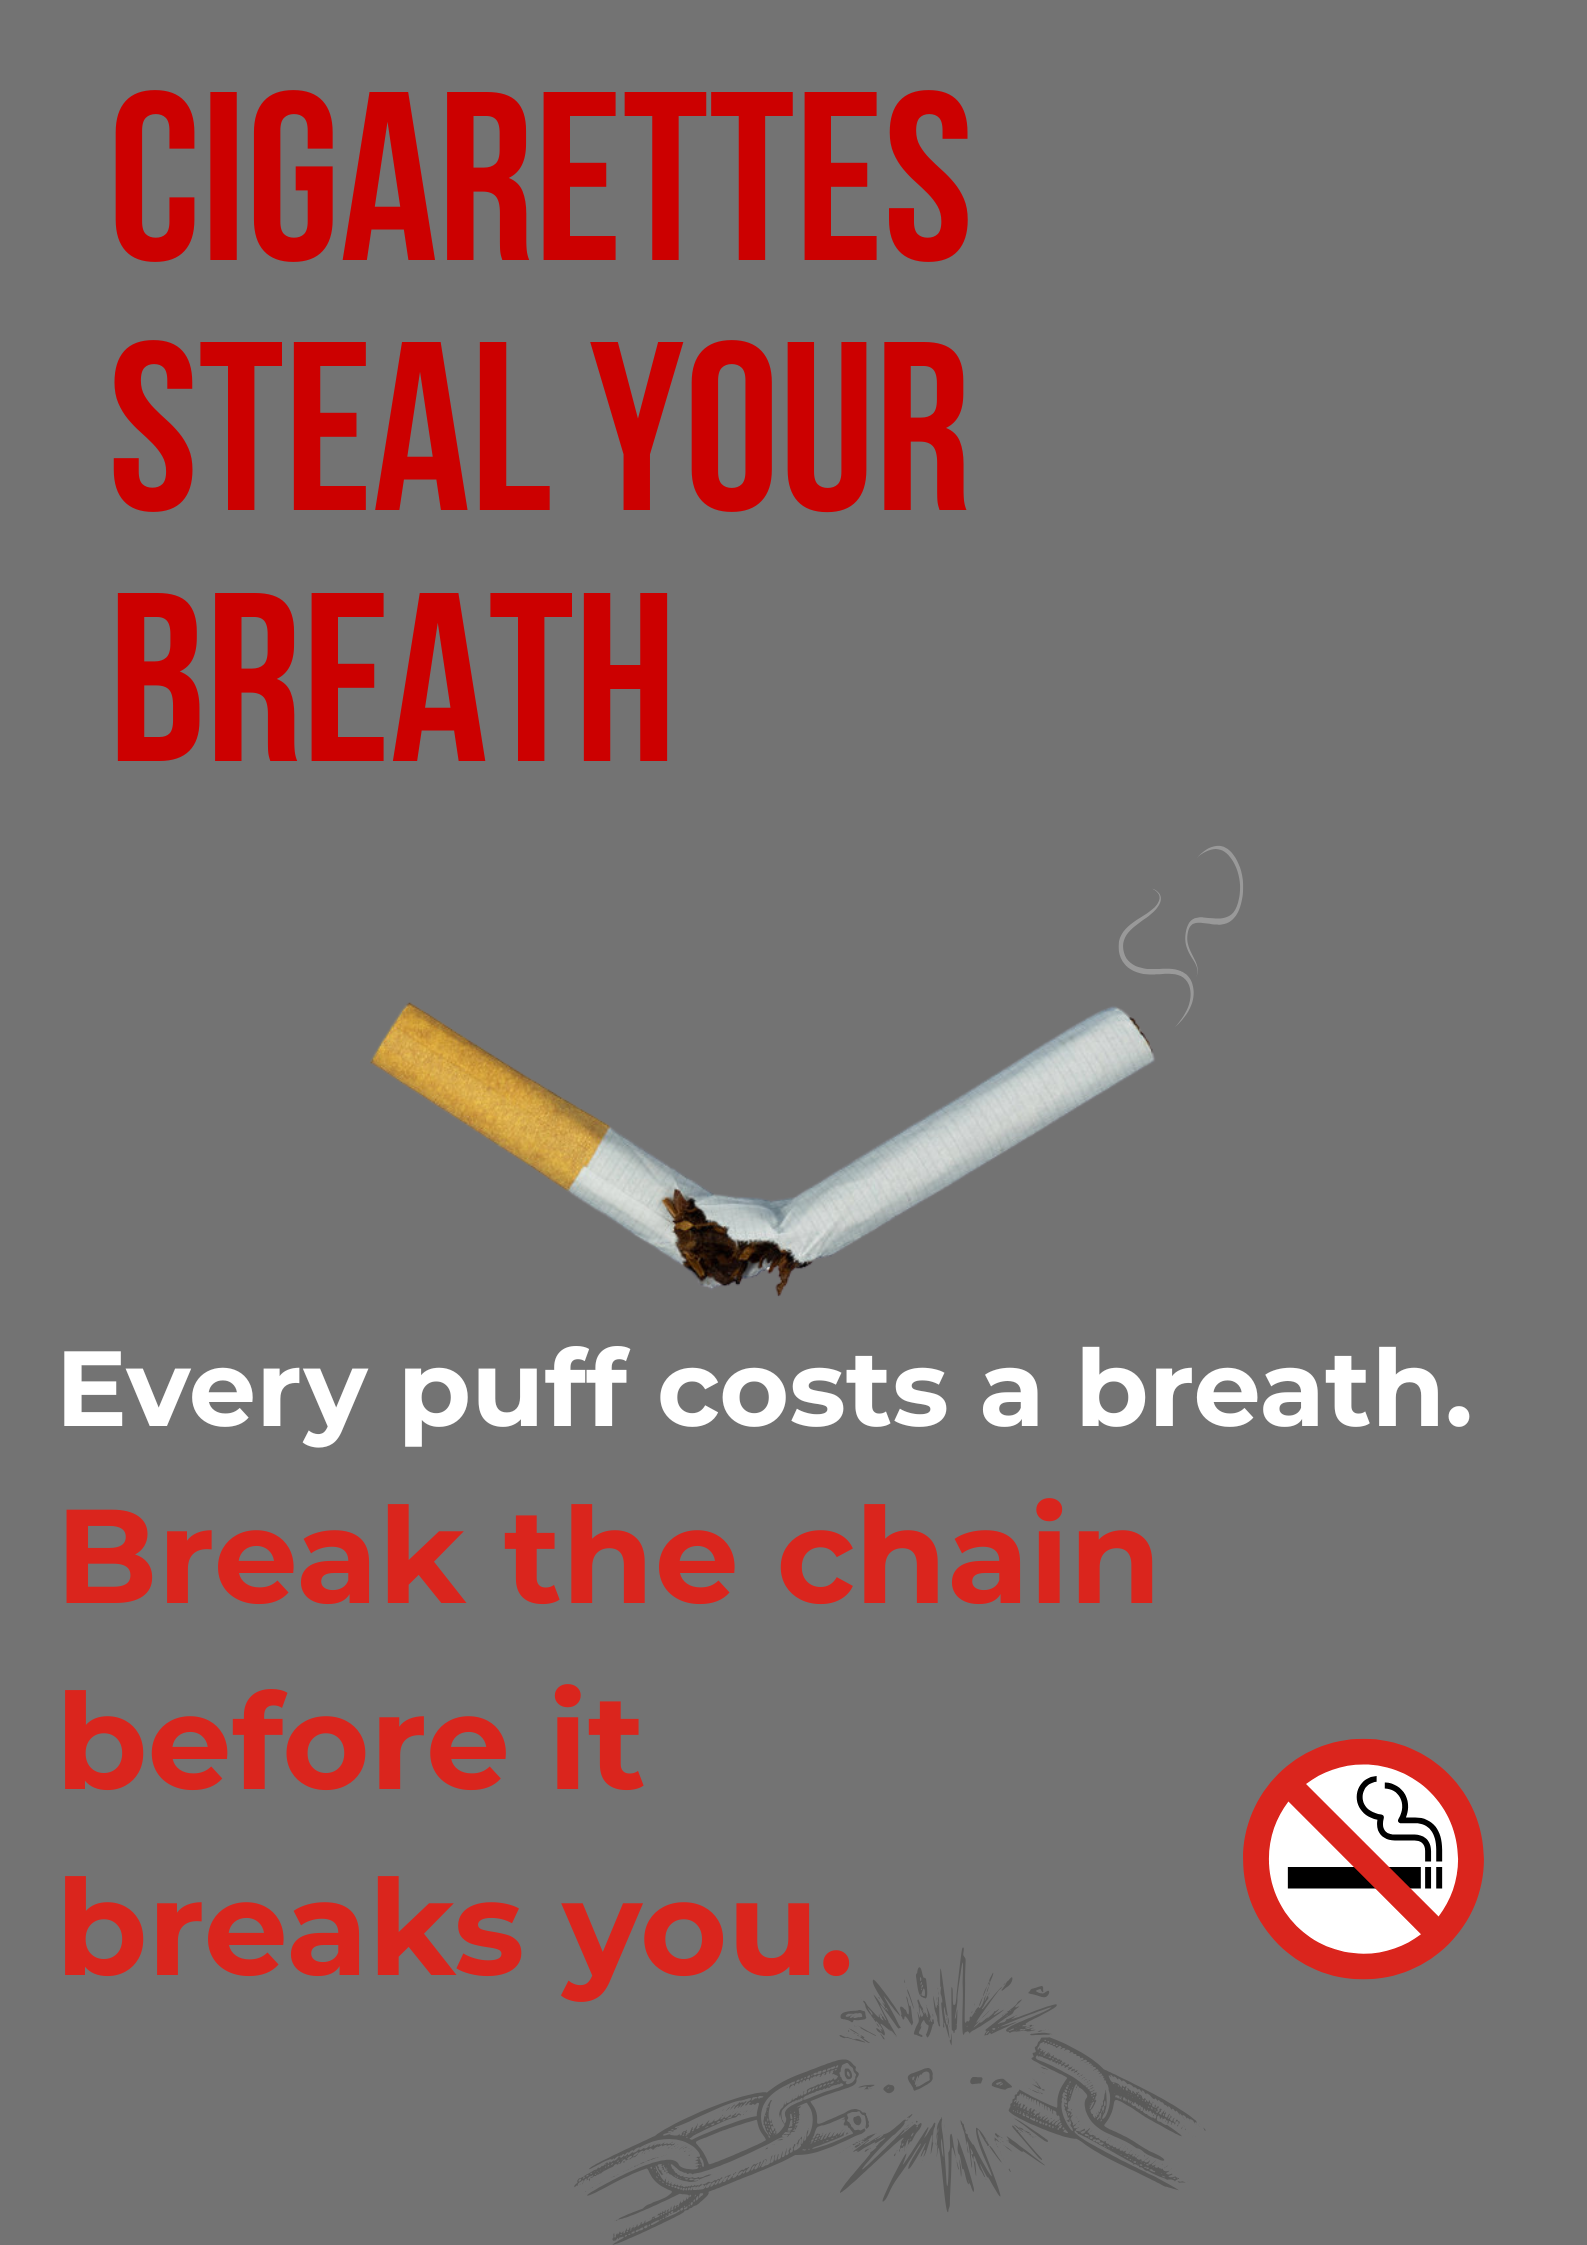 CIGARETTES
STEAL YOUR
BREATH
Every puff costs a breath.
Break the chain
before it
breaks you.